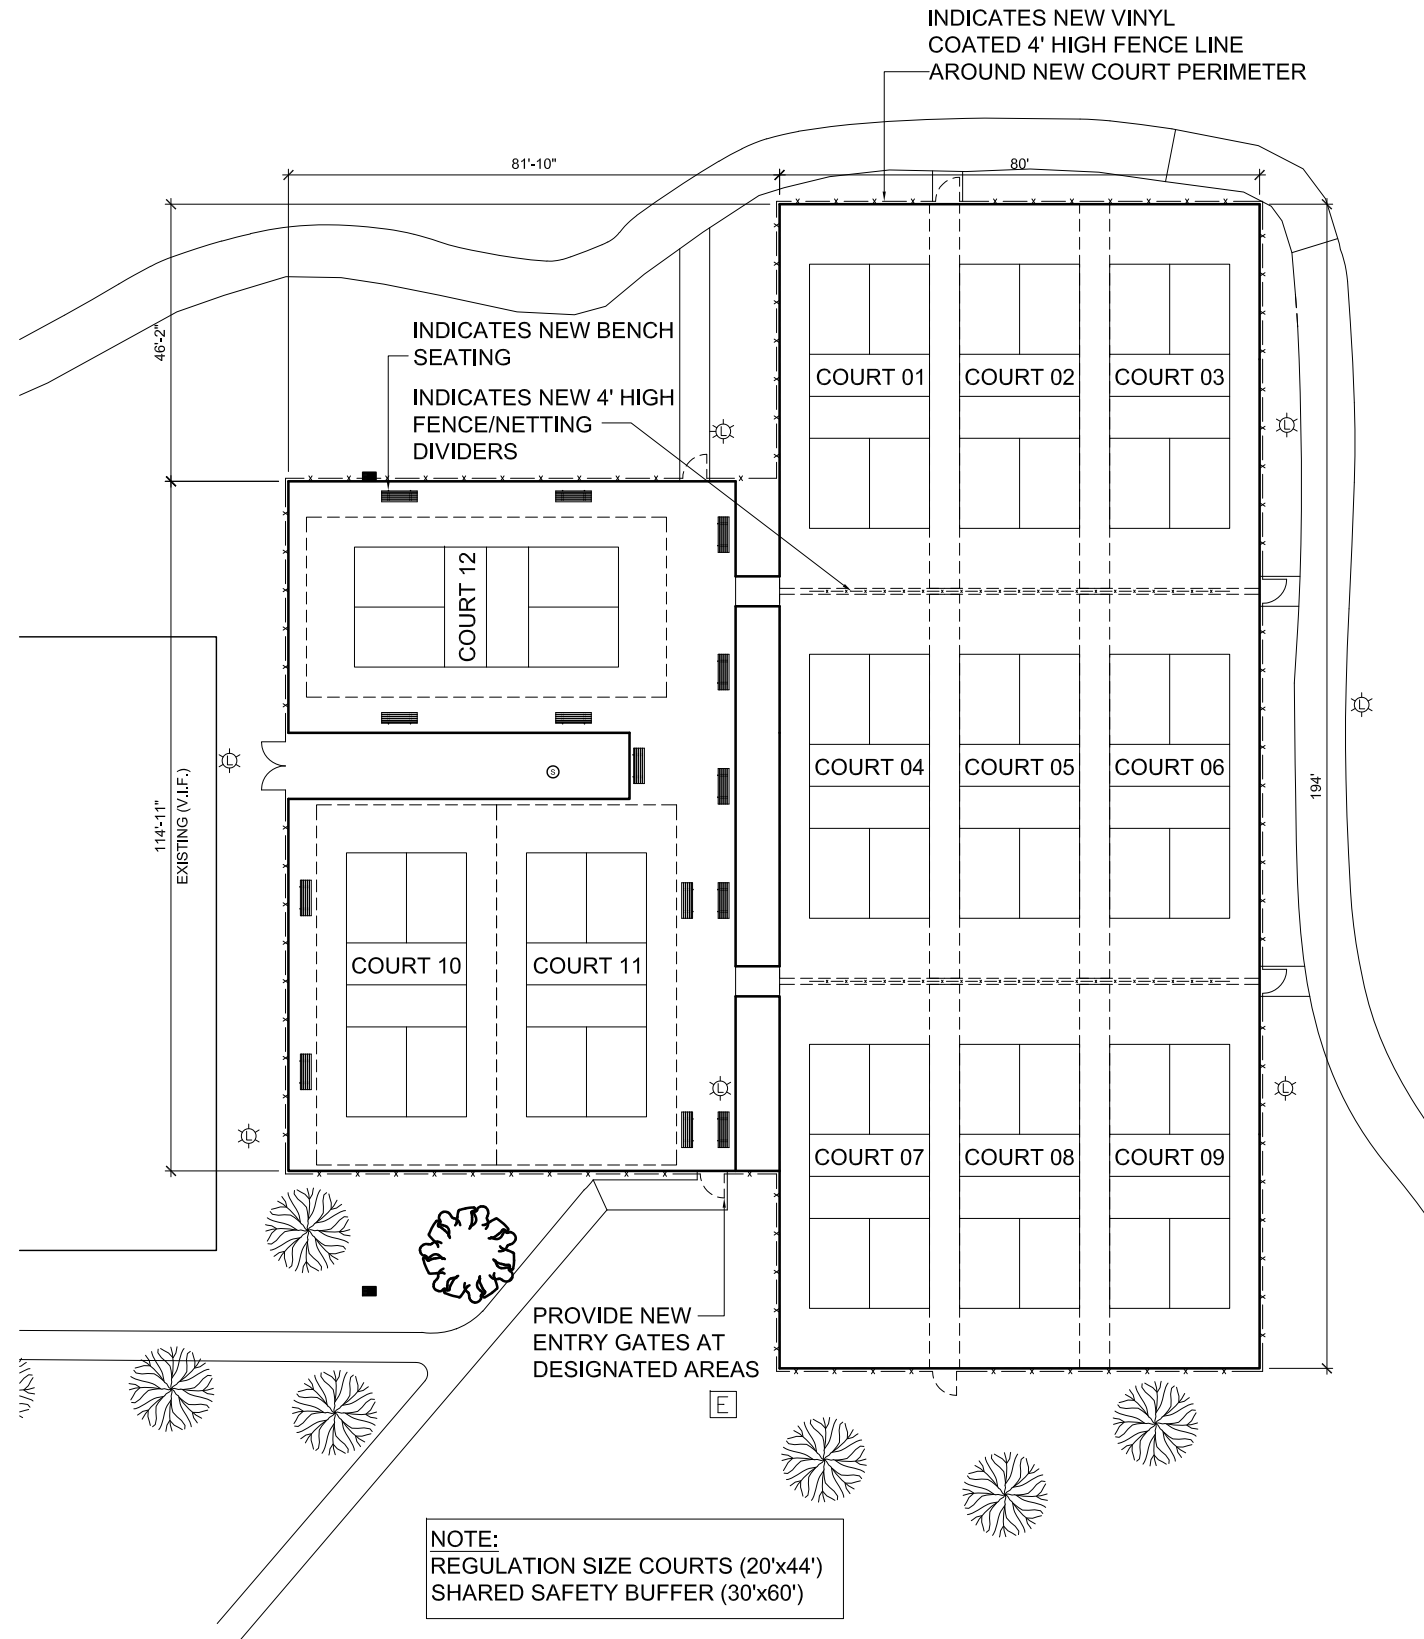 INDICATES NEW VINYL
COATED 4' HIGH FENCE LINE
AROUND NEW COURT PERIMETER
81'-10"
80'
46'-2"
INDICATES NEW BENCH
SEATING
INDICATES NEW 4' HIGH
FENCE/NETTING
DIVIDERS
COURT 01
COURT 02
COURT 03
L
L
COURT 12
COURT 04
COURT 05
COURT 06
L
L
S
114'-11"
EXISTING (V.I.F.)
194'
COURT 10
COURT 11
L
L
L
COURT 07
COURT 08
COURT 09
PROVIDE NEW
ENTRY GATES AT
DESIGNATED AREAS
E
NOTE:
REGULATION SIZE COURTS (20'x44')
SHARED SAFETY BUFFER (30'x60')